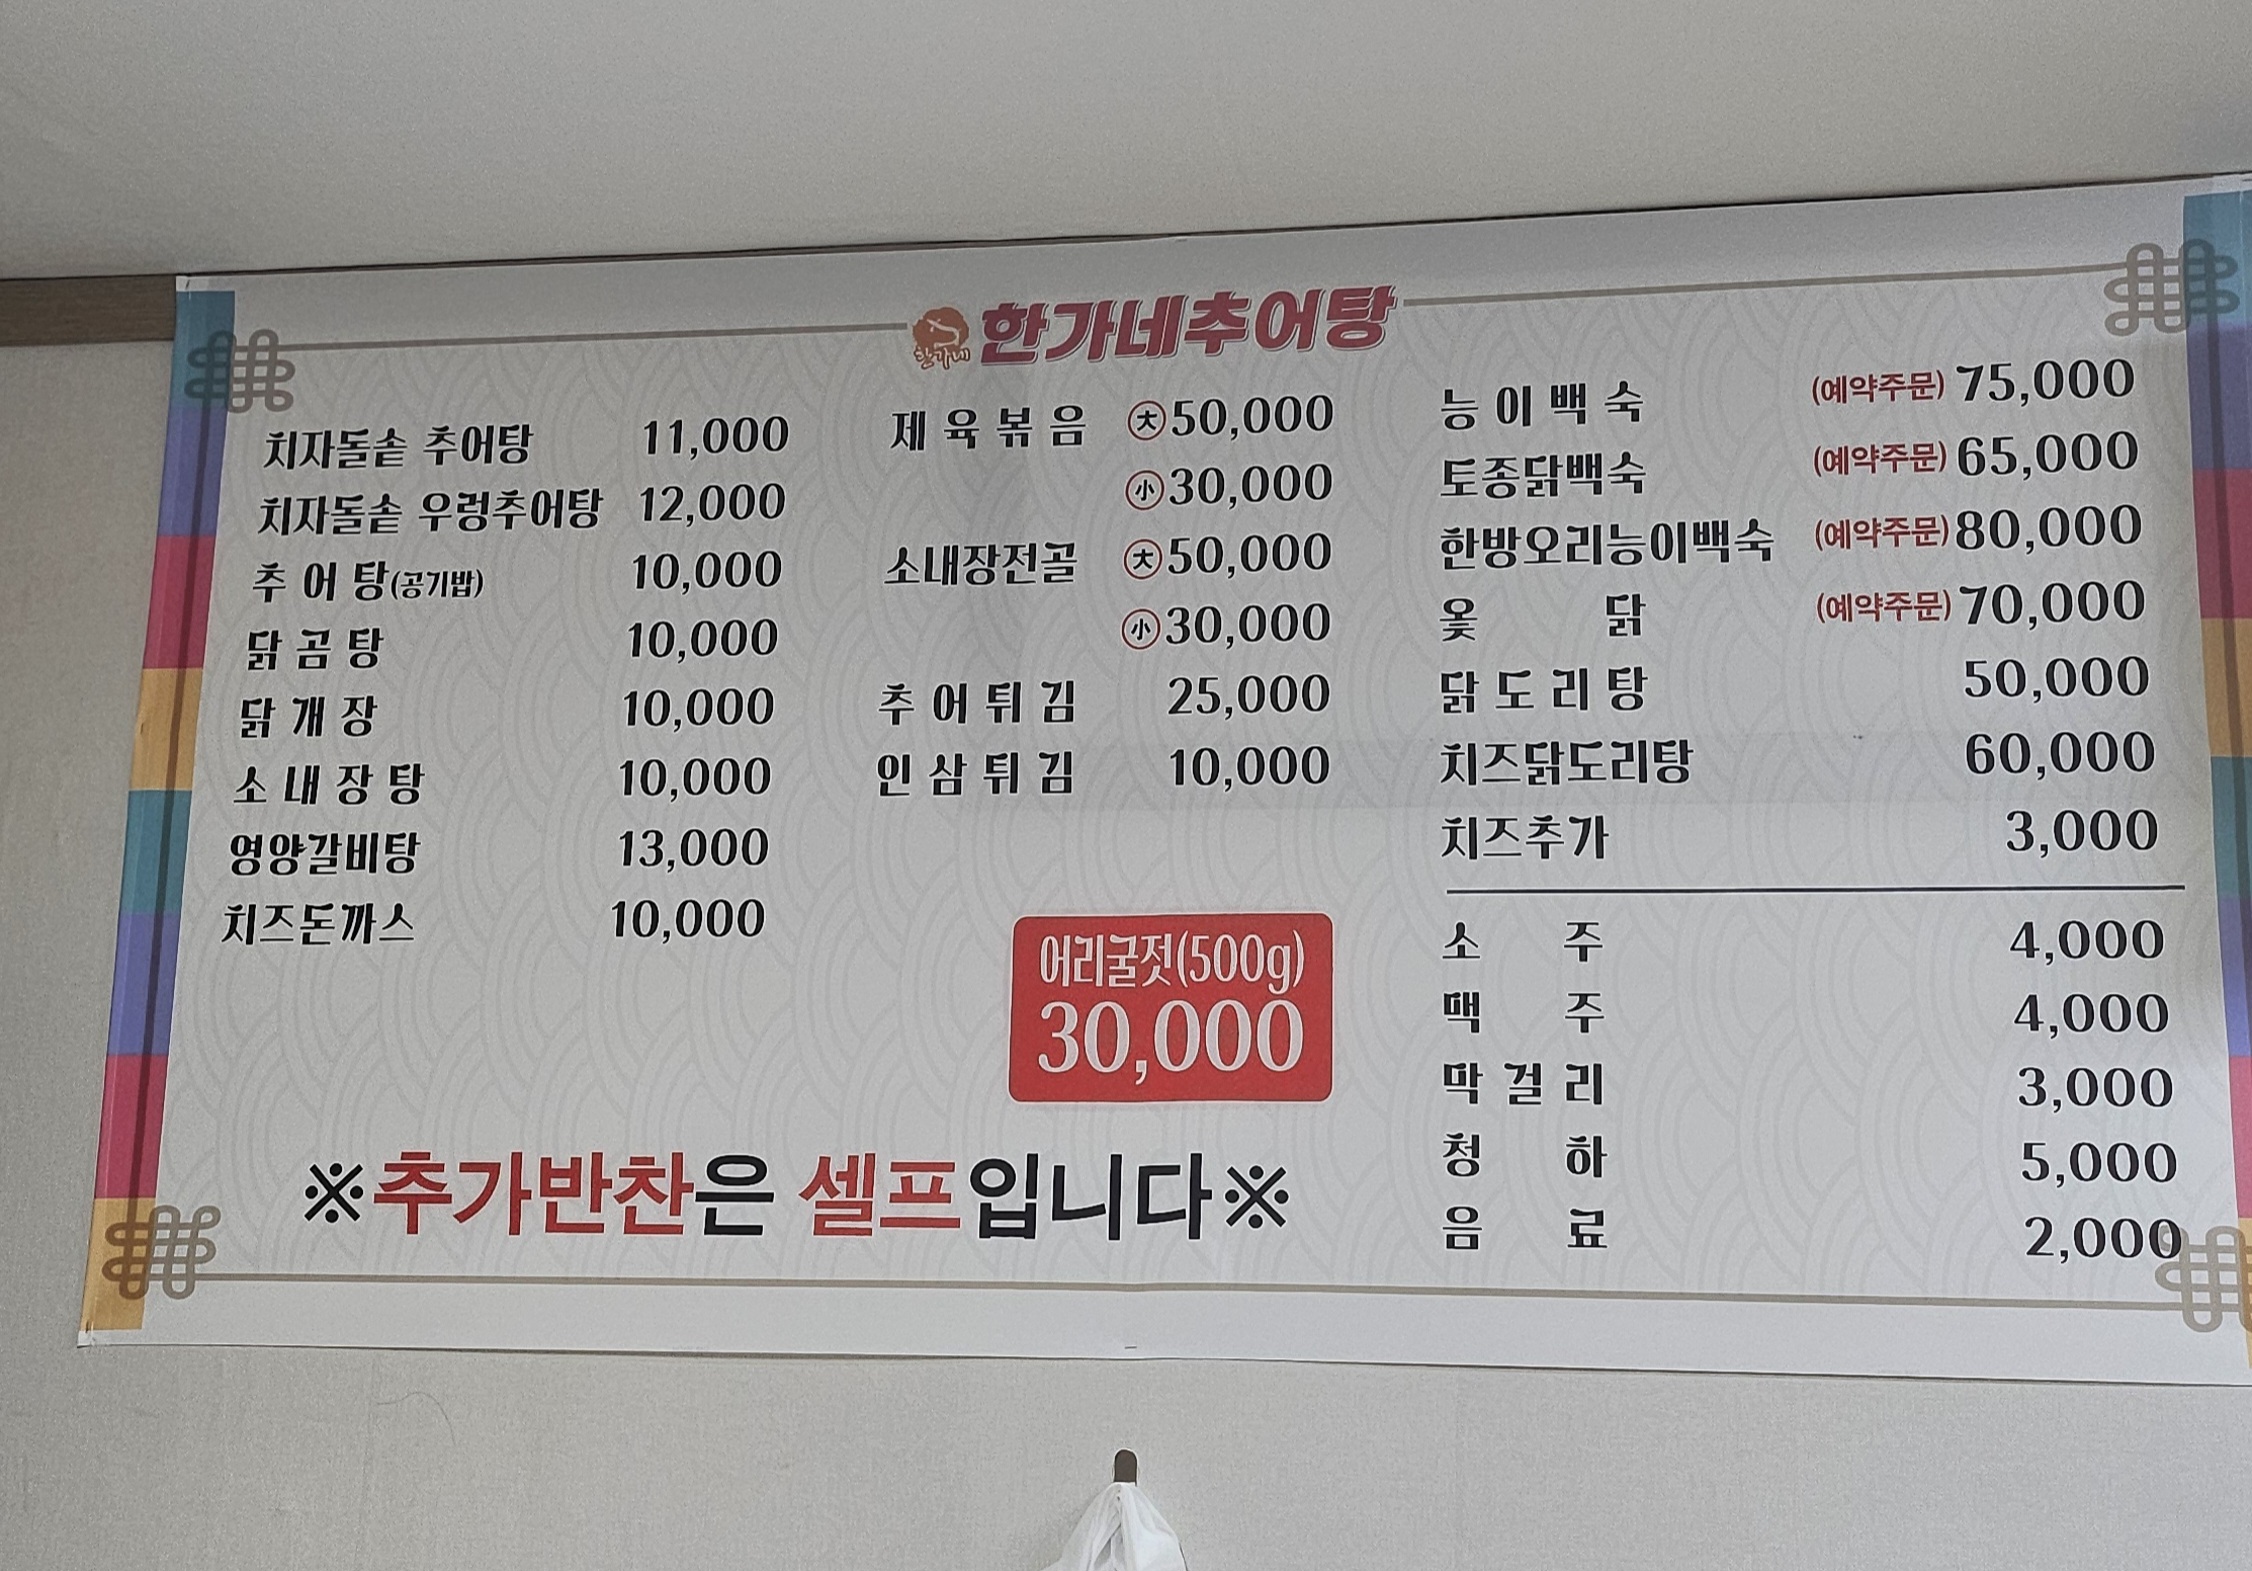 한가네 한가네추어탕
치자돌솥 추어탕 11,000
치자돌솥 우렁추어탕 12,000
추 어 탕(공기밥) 10,000
닭 곰 탕 10,000
닭 개 장 10,000
소 내 장 탕 10,000
영양갈비탕 13,000
치즈돈까스 10,000
제 육 볶 음 大 50,000
小 30,000
소내장전골 大 50,000
小 30,000
추 어 튀 김 25,000
인 삼 튀 김 10,000
어리굴젓(500g)
30,000
능 이 백 숙 (예약주문) 75,000
토종닭백숙 (예약주문) 65,000
한방오리능이백숙 (예약주문) 80,000
옻 닭 (예약주문) 70,000
닭 도 리 탕 50,000
치즈닭도리탕 60,000
치즈추가 3,000
소 주 4,000
맥 주 4,000
막 걸 리 3,000
청 하 5,000
음 료 2,000
※추가반찬은 셀프입니다※